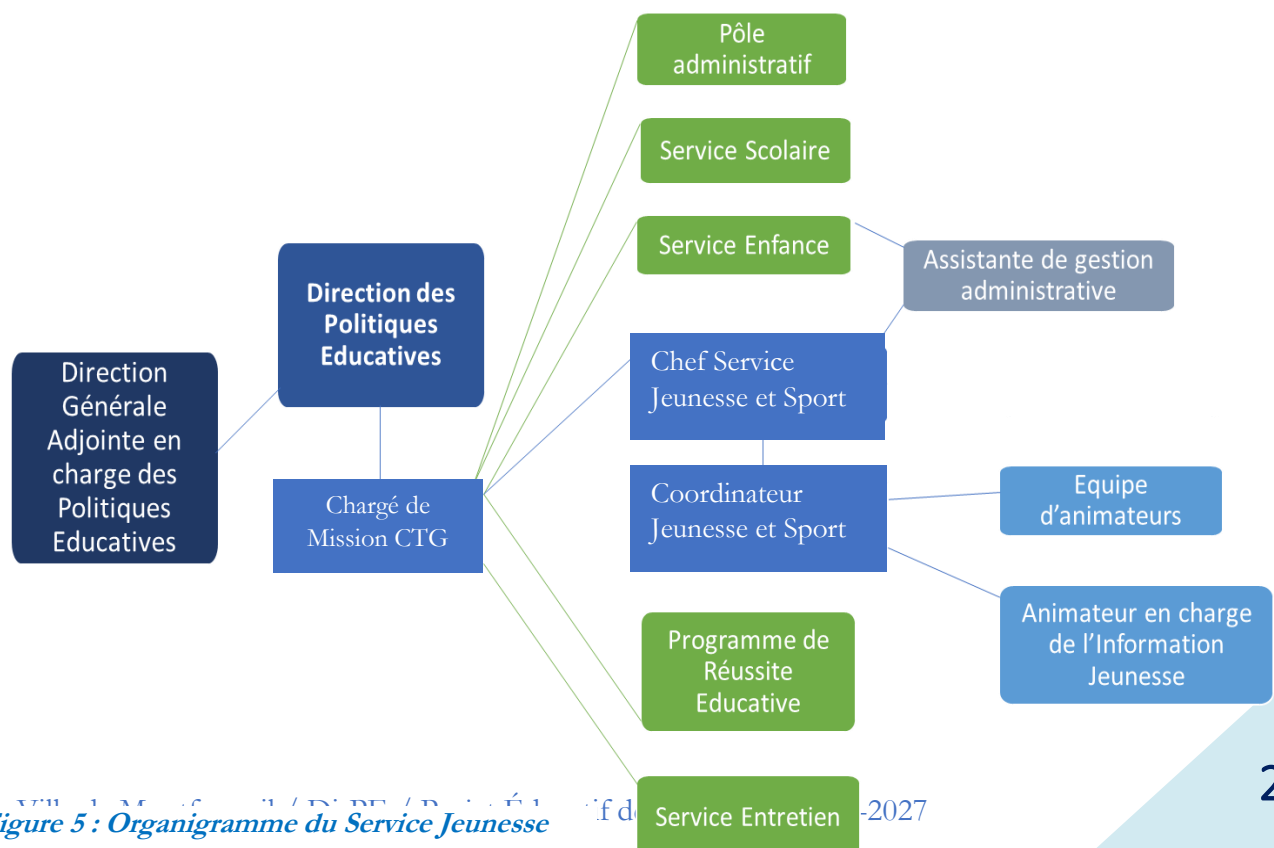 Pôle
administratif
Service Scolaire
Service Enfance
Assistante de gestion
administrative
Direction des
Politiques
Educatives
Direction
Générale
Adjointe en
charge des
Politiques
Educatives
Chargé de
Mission CTG
Chef Service
Jeunesse et Sport
Coordinateur
Jeunesse et Sport
Equipe
d'animateurs
Animateur en charge
de l'Information
Jeunesse
Programme de
Réussite
Educative
Service Entretien
-2027
igure 5 : Organigramme du Service Jeunesse
2